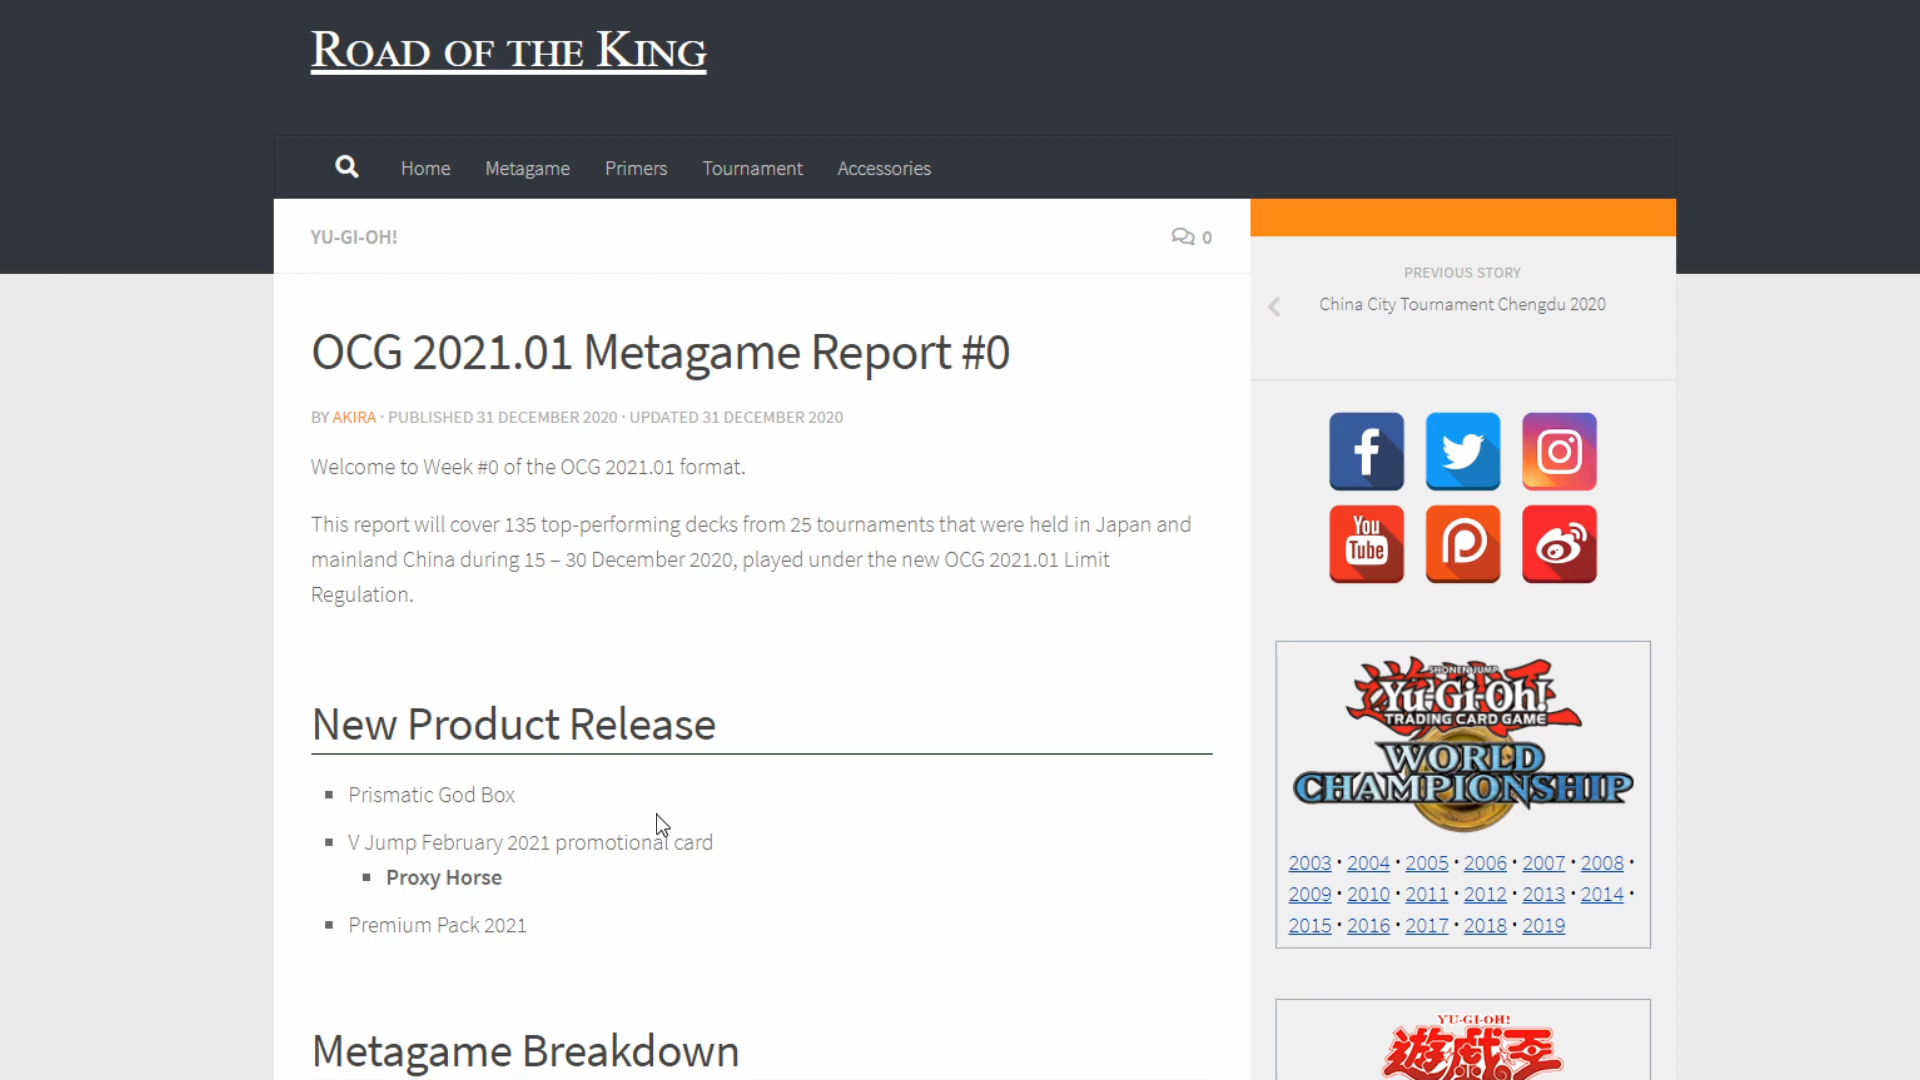 Road of the King
Home Metagame Primers Tournament Accessories
YU-GI-OH!
0
OCG 2021.01 Metagame Report #0
BY AKIRA · PUBLISHED 31 DECEMBER 2020 · UPDATED 31 DECEMBER 2020
Welcome to Week #0 of the OCG 2021.01 format.
This report will cover 135 top-performing decks from 25 tournaments that were held in Japan and
mainland China during 15 – 30 December 2020, played under the new OCG 2021.01 Limit
Regulation.
New Product Release
Prismatic God Box
V Jump February 2021 promotional card
Proxy Horse
Premium Pack 2021
Metagame Breakdown
PREVIOUS STORY
China City Tournament Chengdu 2020
You
Tube
遊戯王
SHONEN JUMP
Yu-Gi-Oh!
TRADING CARD GAME
WORLD
CHAMPIONSHIP
2003 · 2004 · 2005 · 2006 · 2007 · 2008 ·
2009 · 2010 · 2011 · 2012 · 2013 · 2014 ·
2015 · 2016 · 2017 · 2018 · 2019
YU-GI-OH!
遊戯王